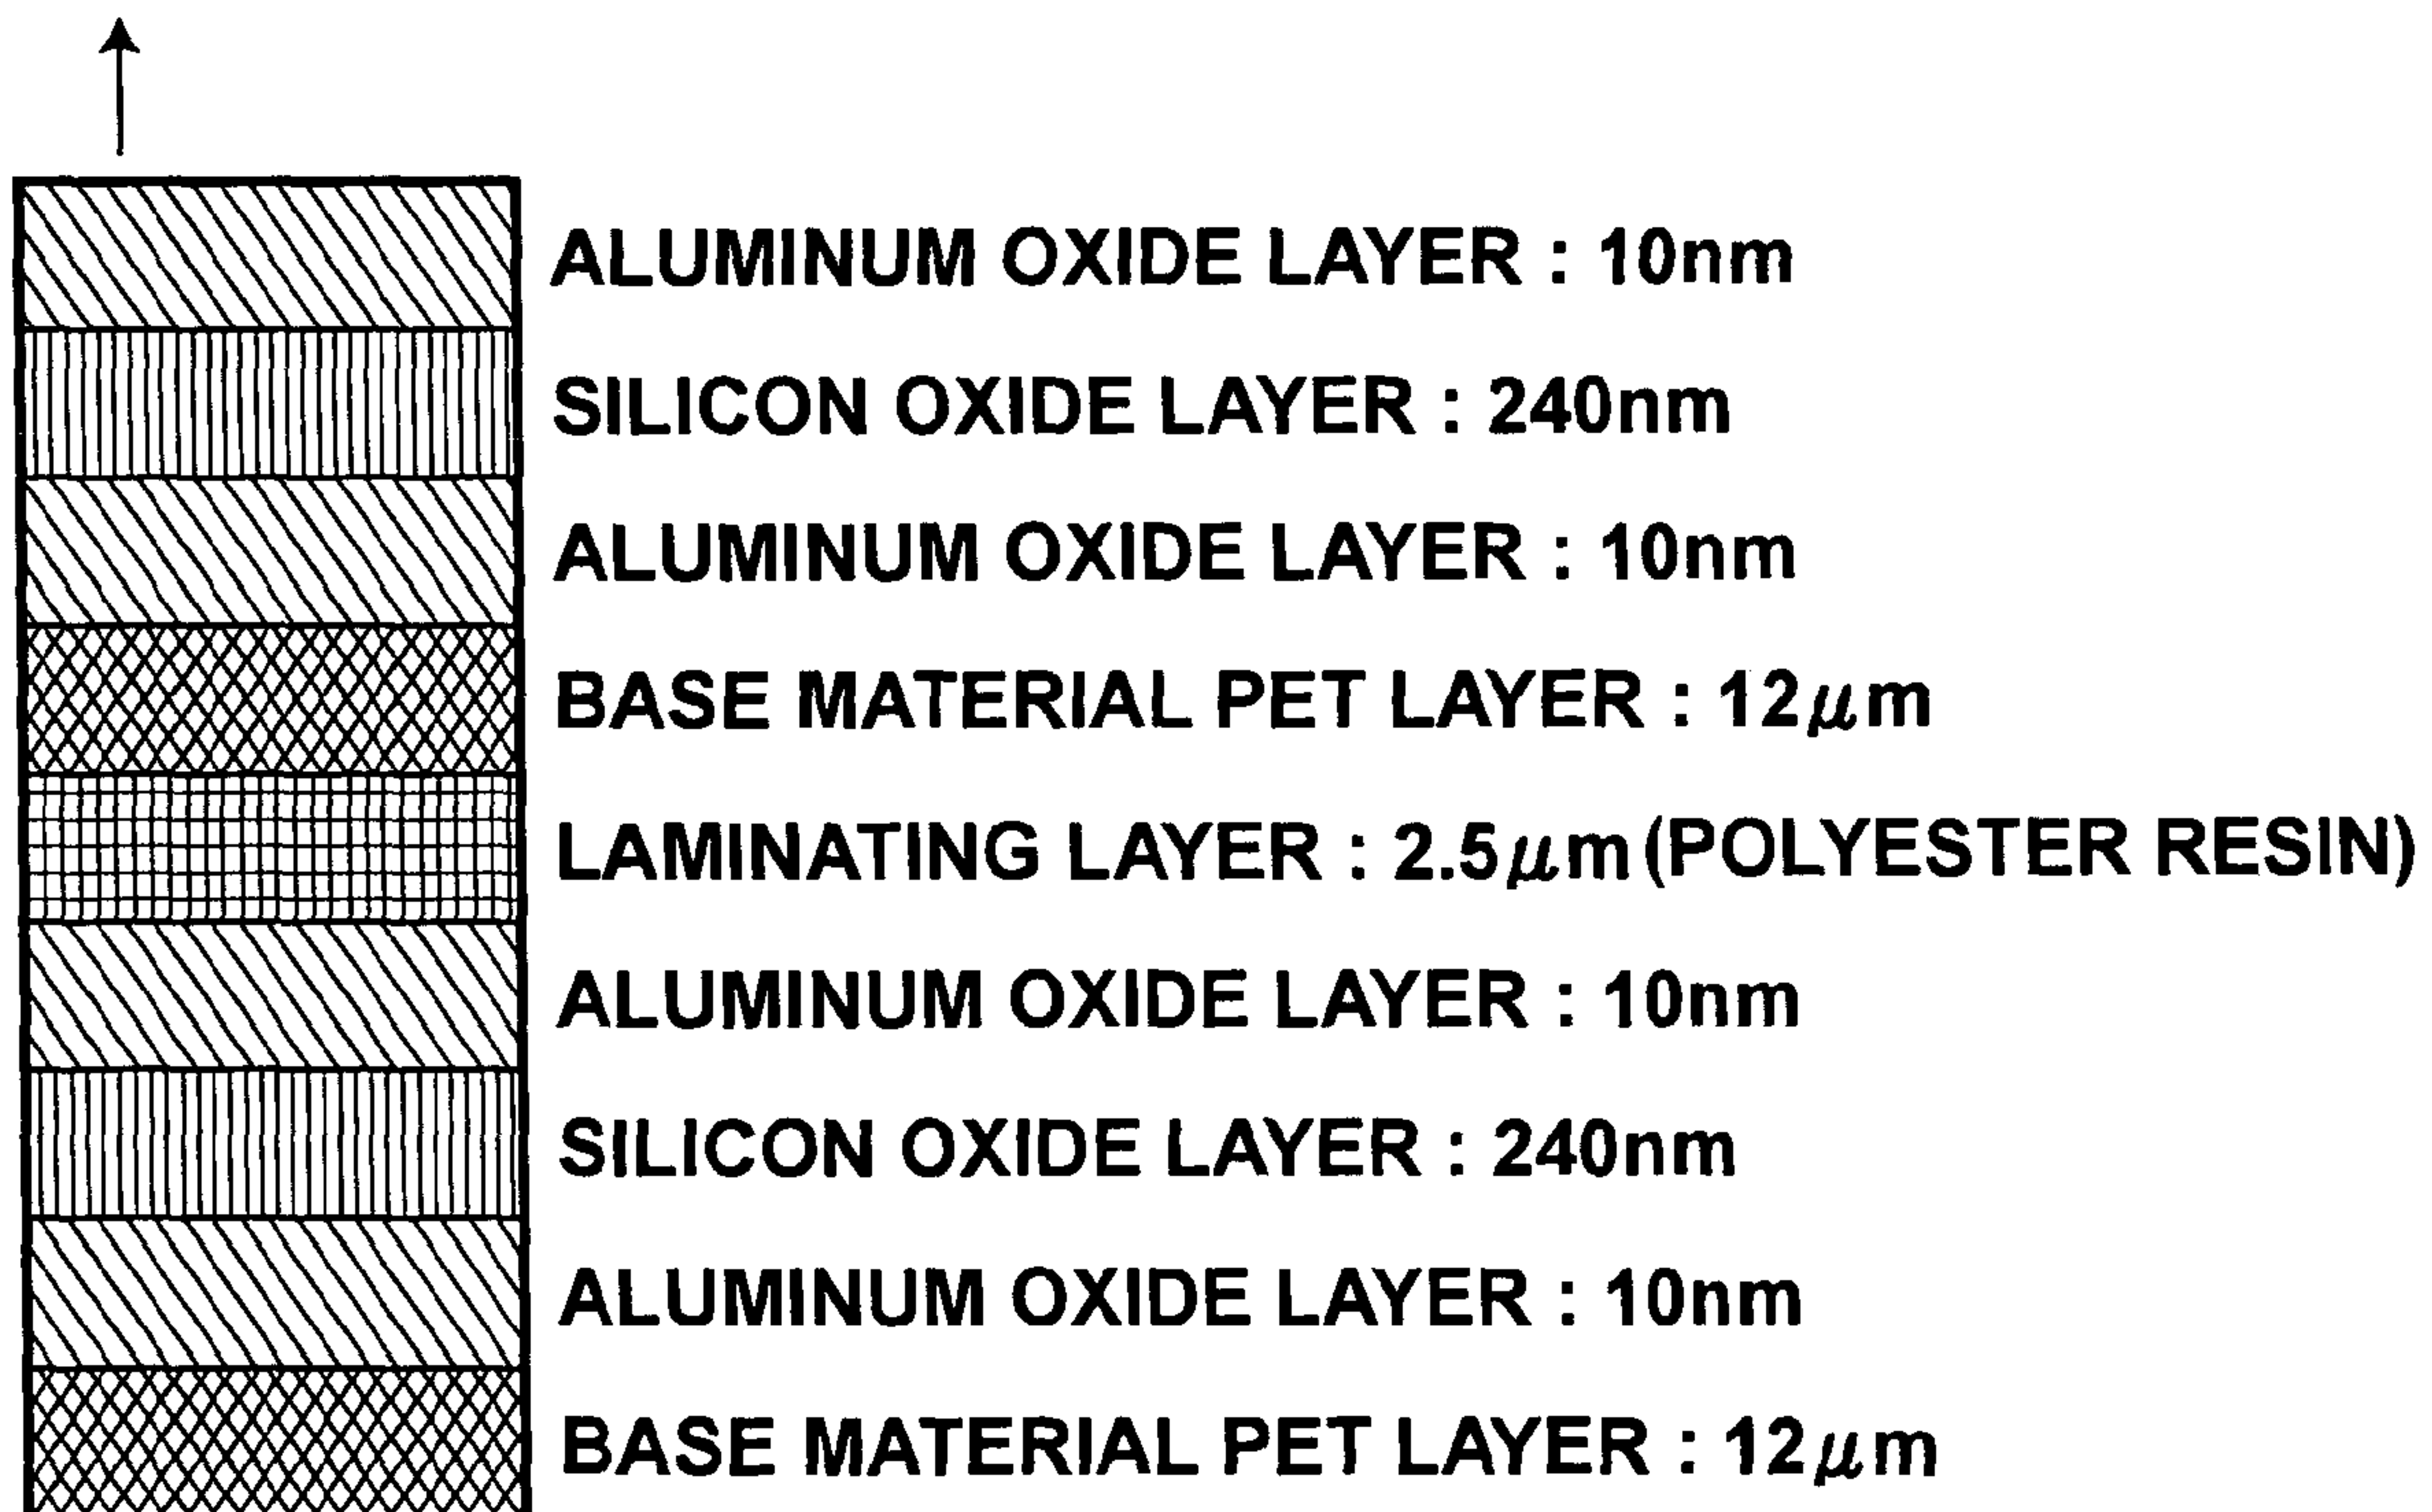 ALUMINUM OXIDE LAYER : 10nm
SILICON OXIDE LAYER : 240nm
ALUMINUM OXIDE LAYER : 10nm
BASE MATERIAL PET LAYER : 12μm
LAMINATING LAYER : 2.5μm(POLYESTER RESIN)
ALUMINUM OXIDE LAYER : 10nm
SILICON OXIDE LAYER : 240nm
ALUMINUM OXIDE LAYER : 10nm
BASE MATERIAL PET LAYER : 12μm